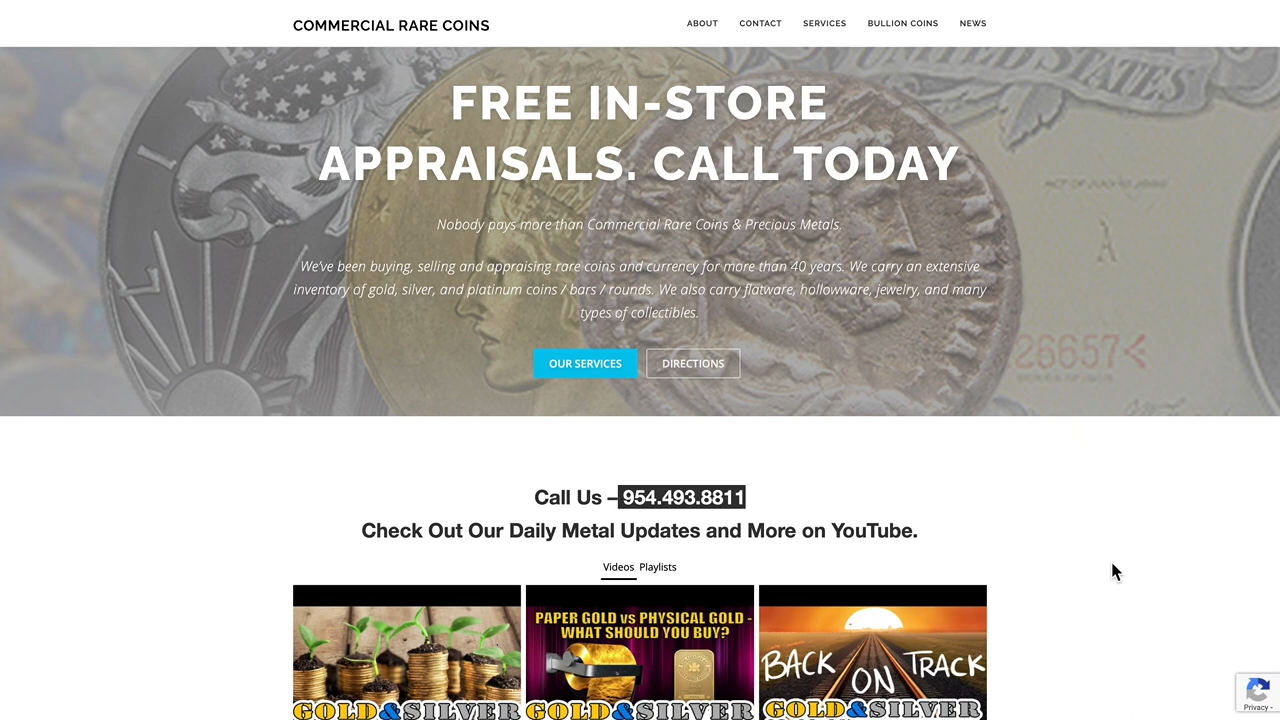 COMMERCIAL RARE COINS
ABOUT CONTACT SERVICES BULLION COINS NEWS
FREE IN-STORE
APPRAISALS. CALL TODAY
Nobody pays more than Commercial Rare Coins & Precious Metals.
We've been buying, selling and appraising rare coins and currency for more than 40 years. We carry an extensive
inventory of gold, silver, and platinum coins / bars / rounds. We also carry flatware, hollowware, jewelry, and many
types of collectibles.
OUR SERVICES DIRECTIONS
26657
Call Us – 954.493.8811
Check Out Our Daily Metal Updates and More on YouTube.
Videos Playlists
PAPER GOLD vs PHYSICAL GOLD -
WHAT SHOULD YOU BUY?
BACK ON TRACK
GOLD&SILVER GOLD&SILVER GOLD&SILVER
Privacy -